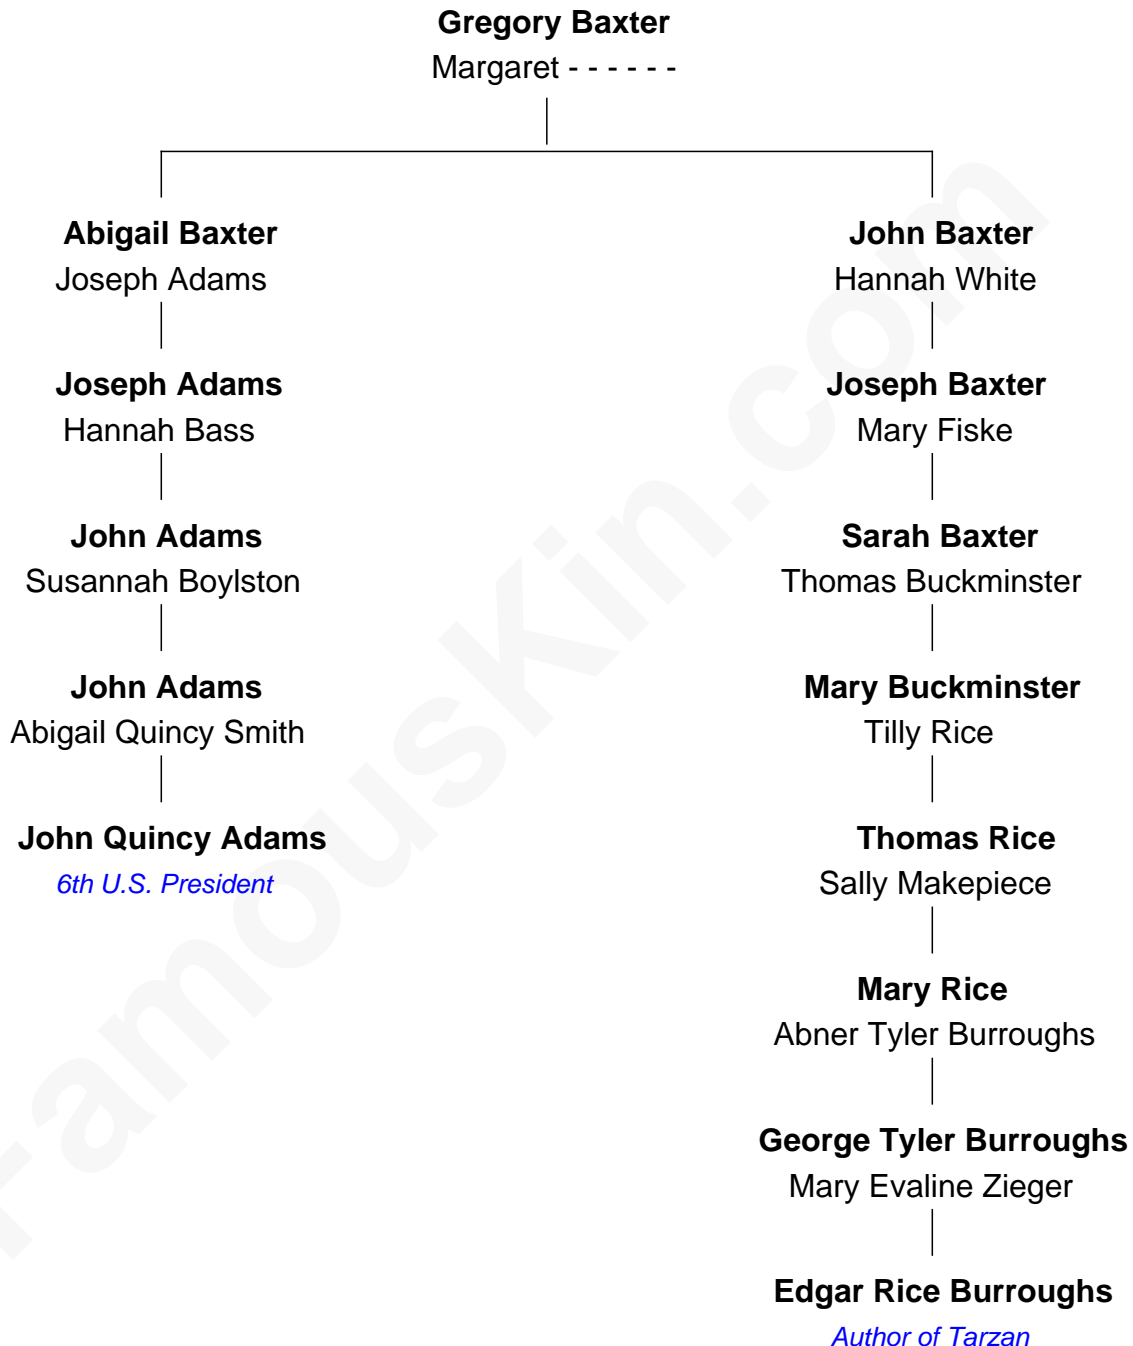 Gregory Baxter
Margaret - - - - - -
Abigail Baxter
Joseph Adams
Joseph Adams
Hannah Bass
John Adams
Susannah Boylston
John Adams
Abigail Quincy Smith
John Quincy Adams
6th U.S. President
John Baxter
Hannah White
Joseph Baxter
Mary Fiske
Sarah Baxter
Thomas Buckminster
Mary Buckminster
Tilly Rice
Thomas Rice
Sally Makepiece
Mary Rice
Abner Tyler Burroughs
George Tyler Burroughs
Mary Evaline Zieger
Edgar Rice Burroughs
Author of Tarzan
FamousKin.com